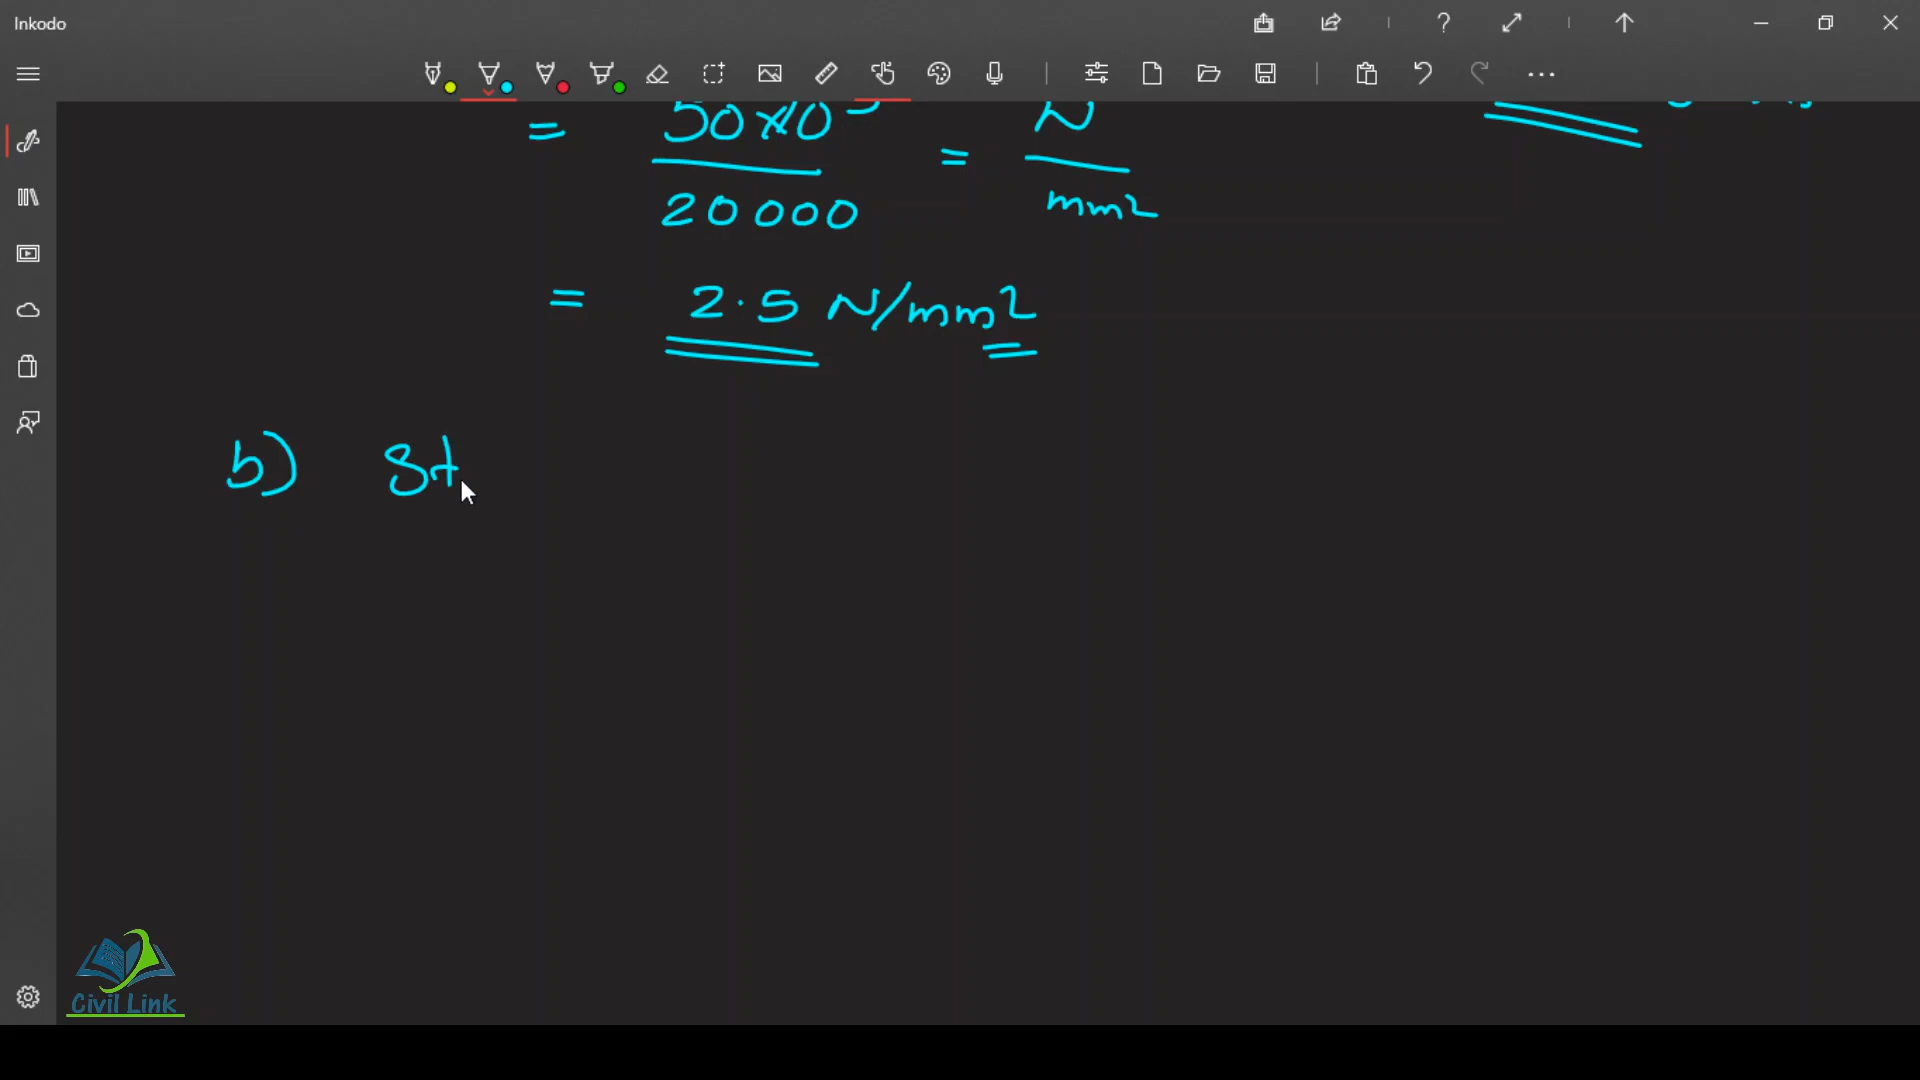 Inkodo
= 50×10³ / 20000 = N / mm2
= 2.5 N/mm2
b) St
Civil Link